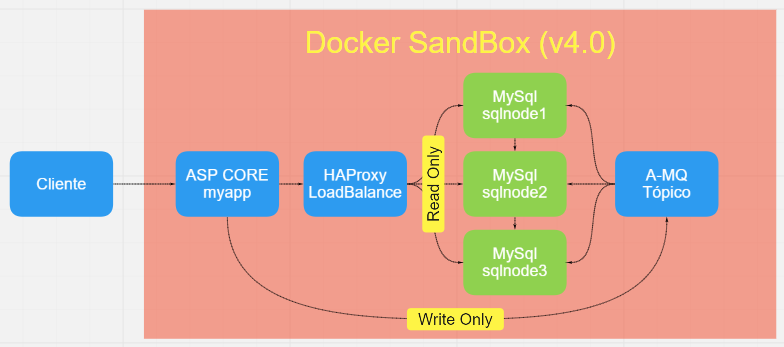 Docker SandBox (v4.0)
Cliente
ASP CORE
myapp
HAProxy
LoadBalance
Read Only
MySql
sqlnode1
MySql
sqlnode2
MySql
sqlnode3
A-MQ
Tópico
Write Only